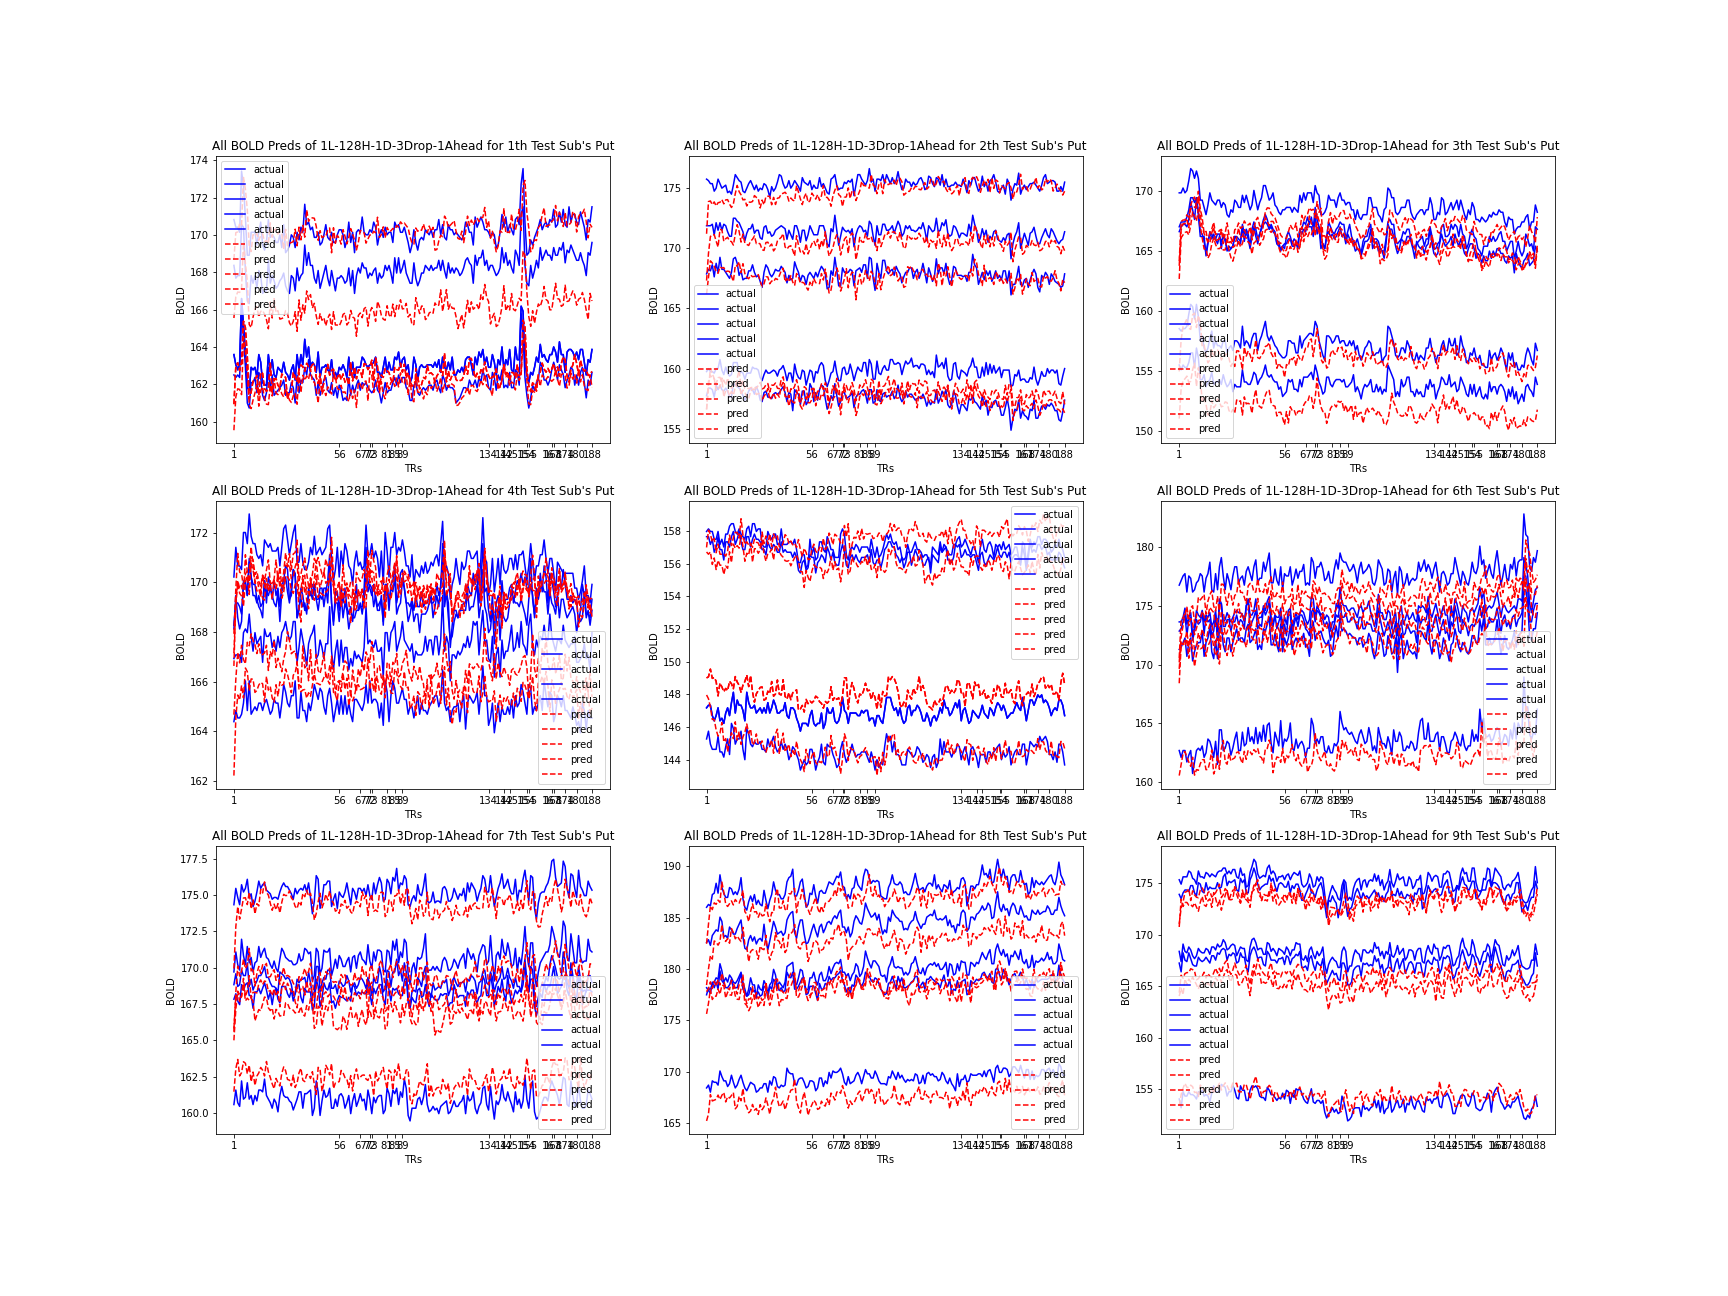 All BOLD Preds of 1L-128H-1D-3Drop-1Ahead for 1th Test Sub's Put
174
172
170
168
166
164
162
160
BOLD
actual
actual
actual
actual
actual
pred
pred
pred
pred
pred
1 56
188
TRs
All BOLD Preds of 1L-128H-1D-3Drop-1Ahead for 2th Test Sub's Put
175
170
165
160
155
BOLD
actual
actual
actual
actual
actual
pred
pred
pred
pred
pred
1 56
188
TRs
All BOLD Preds of 1L-128H-1D-3Drop-1Ahead for 3th Test Sub's Put
170
165
160
155
150
BOLD
actual
actual
actual
actual
actual
pred
pred
pred
pred
pred
1 56
188
TRs
All BOLD Preds of 1L-128H-1D-3Drop-1Ahead for 4th Test Sub's Put
172
170
168
166
164
162
BOLD
actual
actual
actual
actual
actual
pred
pred
pred
pred
pred
1 56
188
TRs
All BOLD Preds of 1L-128H-1D-3Drop-1Ahead for 5th Test Sub's Put
158
156
154
152
150
148
146
144
BOLD
actual
actual
actual
actual
actual
pred
pred
pred
pred
pred
1 56
188
TRs
All BOLD Preds of 1L-128H-1D-3Drop-1Ahead for 6th Test Sub's Put
180
175
170
165
160
BOLD
actual
actual
actual
actual
actual
pred
pred
pred
pred
pred
1 56
188
TRs
All BOLD Preds of 1L-128H-1D-3Drop-1Ahead for 7th Test Sub's Put
177.5
175.0
172.5
170.0
167.5
165.0
162.5
160.0
BOLD
actual
actual
actual
actual
actual
pred
pred
pred
pred
pred
1 56
188
TRs
All BOLD Preds of 1L-128H-1D-3Drop-1Ahead for 8th Test Sub's Put
190
185
180
175
170
165
BOLD
actual
actual
actual
actual
actual
pred
pred
pred
pred
pred
1 56
188
TRs
All BOLD Preds of 1L-128H-1D-3Drop-1Ahead for 9th Test Sub's Put
175
170
165
160
155
BOLD
actual
actual
actual
actual
actual
pred
pred
pred
pred
pred
1 56
188
TRs